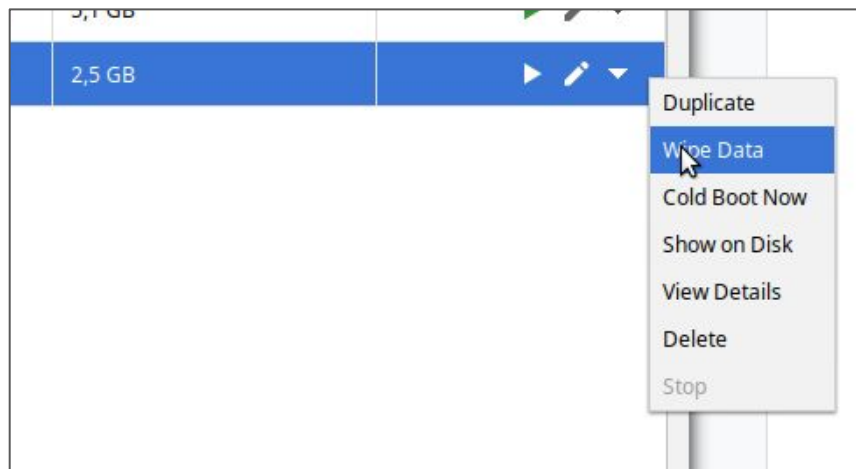 2,5 GB
Duplicate
Wipe Data
Cold Boot Now
Show on Disk
View Details
Delete
Stop